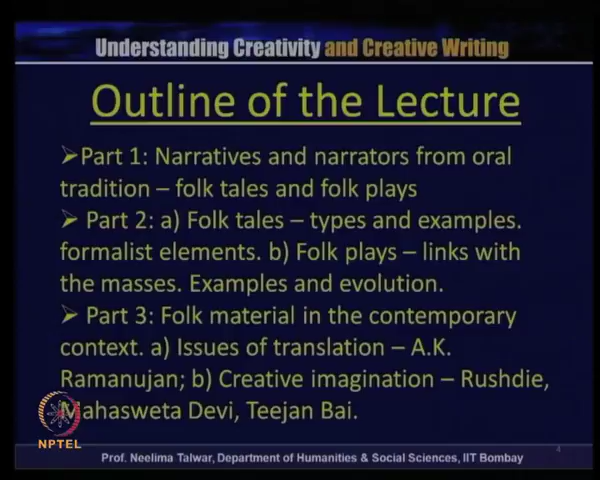 Understanding Creativity and Creative Writing
Outline of the Lecture
➤Part 1: Narratives and narrators from oral
tradition – folk tales and folk plays
➤ Part 2: a) Folk tales – types and examples.
formalist elements. b) Folk plays – links with
the masses. Examples and evolution.
➤ Part 3: Folk material in the contemporary
context. a) Issues of translation – A.K.
Ramanujan; b) Creative imagination – Rushdie,
Mahasweta Devi, Teejan Bai.
NPTEL
Prof. Neelima Talwar, Department of Humanities & Social Sciences, IIT Bombay
4